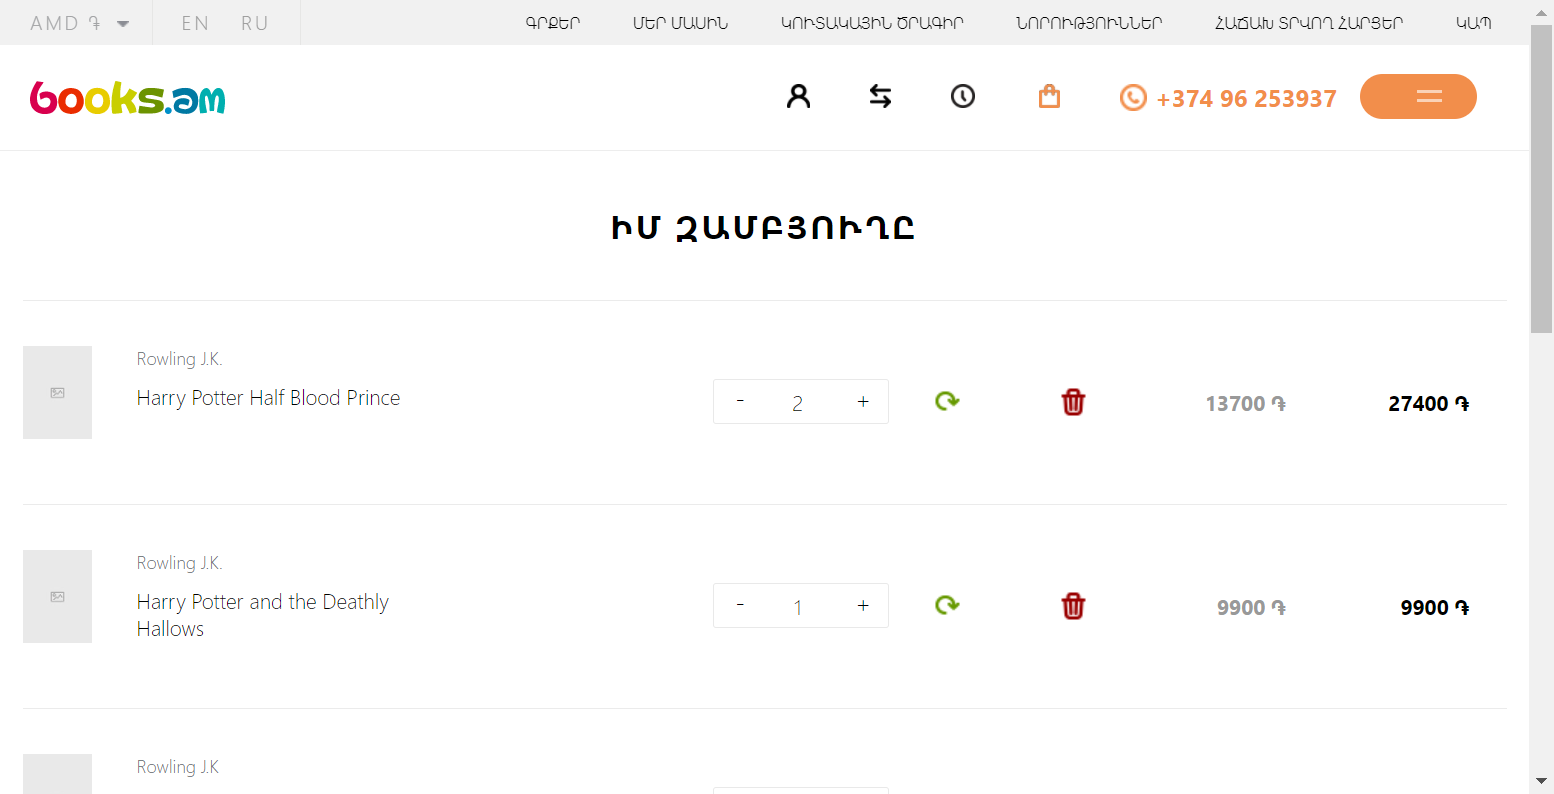 AMD ֏ EN RU ԳՐՔԵՐ ՄԵՐ ՄԱՍԻՆ ԿՈՒՏԱԿԱՅԻՆ ԾՐԱԳԻՐ ՆՈՐՈՒԹՅՈՒՆՆԵՐ ՀԱՃԱԽ ՏՐՎՈՂ ՀԱՐՑԵՐ ԿԱՊ
books.am +374 96 253937
ԻՄ ԶԱՄԲՅՈՒՂԸ
Rowling J.K.
Harry Potter Half Blood Prince - 2 + 13700 ֏ 27400 ֏
Rowling J.K.
Harry Potter and the Deathly
Hallows - 1 + 9900 ֏ 9900 ֏
Rowling J.K